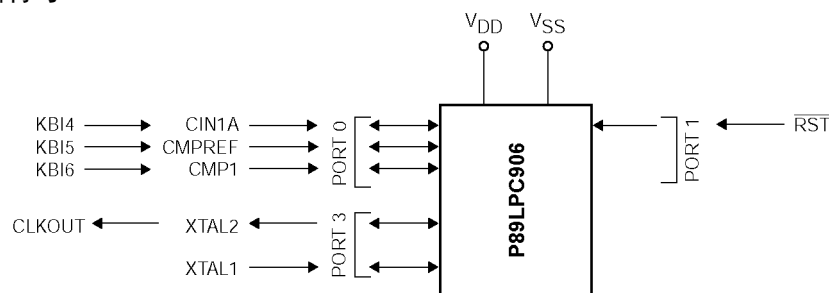 VDD VSS
KBI4 CIN1A
KBI5 CMPREF
KBI6 CMP1
PORT 0
CLKOUT XTAL2
XTAL1
PORT 3
P89LPC906
PORT 1
RST